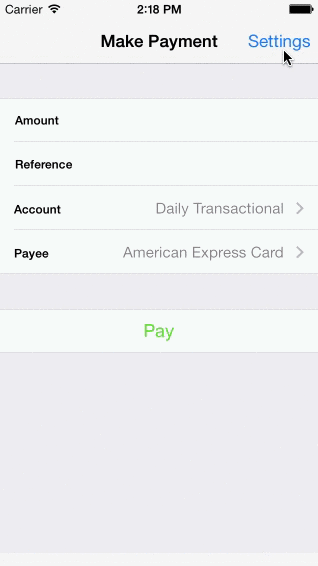 Carrier 2:18 PM
Make Payment Settings
Amount
Reference
Account Daily Transactional
Payee American Express Card
Pay